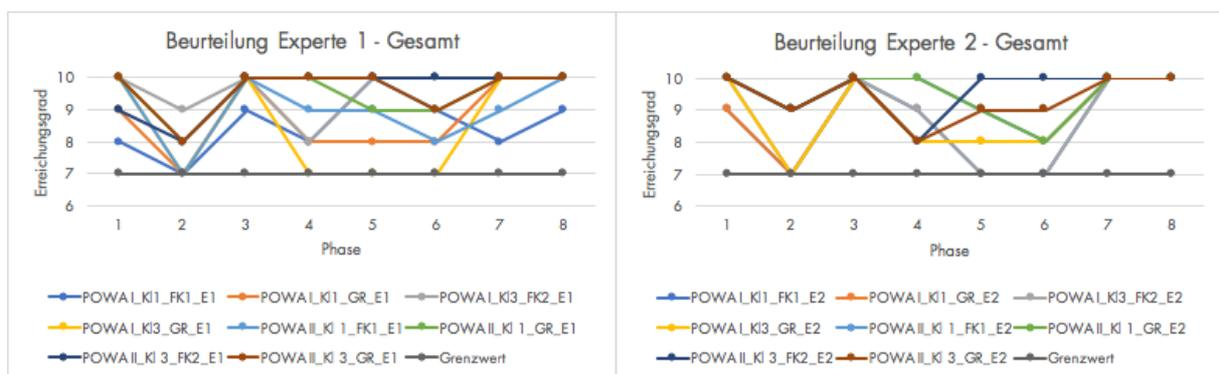 Beurteilung Experte 1 - Gesamt
Erreichungsgrad
10
9
8
7
6
1 2 3 4 5 6 7 8
Phase
POWA I_Kl1_FK1_E1 POWA I_Kl1_GR_E1 POWA I_Kl3_FK2_E1
POWA I_Kl3_GR_E1 POWA II_Kl 1_FK1_E1 POWA II_Kl 1_GR_E1
POWA II_Kl 3_FK2_E1 POWA II_Kl 3_GR_E1 Grenzwert
Beurteilung Experte 2 - Gesamt
Erreichungsgrad
10
9
8
7
6
1 2 3 4 5 6 7 8
Phase
POWA I_Kl1_FK1_E2 POWA I_Kl1_GR_E2 POWA I_Kl3_FK2_E2
POWA I_Kl3_GR_E2 POWA II_Kl 1_FK1_E2 POWA II_Kl 1_GR_E2
POWA II_Kl 3_FK2_E2 POWA II_Kl 3_GR_E2 Grenzwert